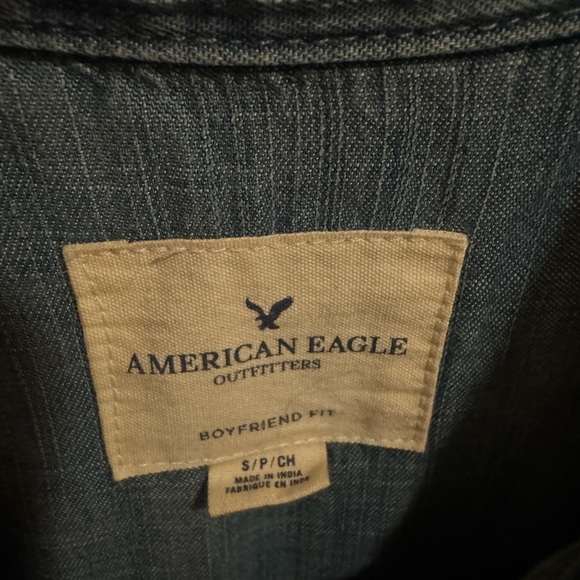 AMERICAN EAGLE
OUTFITTERS
BOYFRIEND FIT
S/P/CH
MADE IN INDIA
FABRIQUE EN INDE